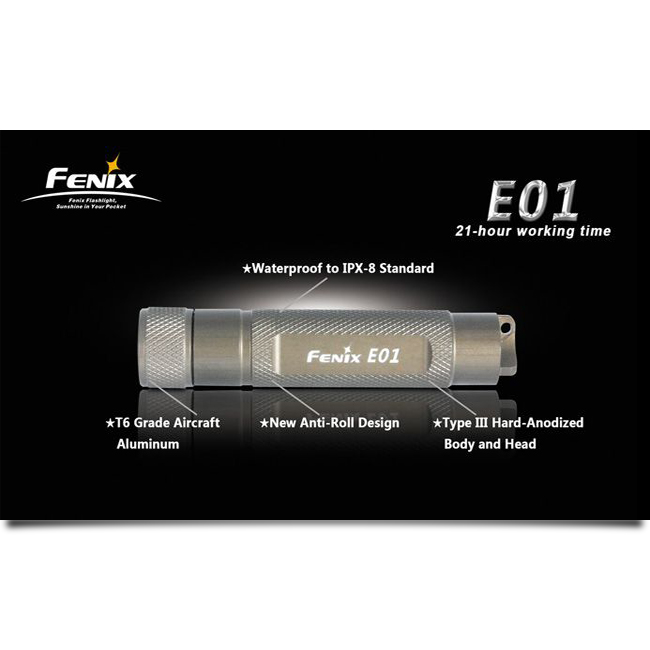 FENIX
Fenix Flashlight,
Sunshine in Your Pocket
E01
21-hour working time
★Waterproof to IPX-8 Standard
FENIX E01
★T6 Grade Aircraft
Aluminum
★New Anti-Roll Design
★Type III Hard-Anodized
Body and Head